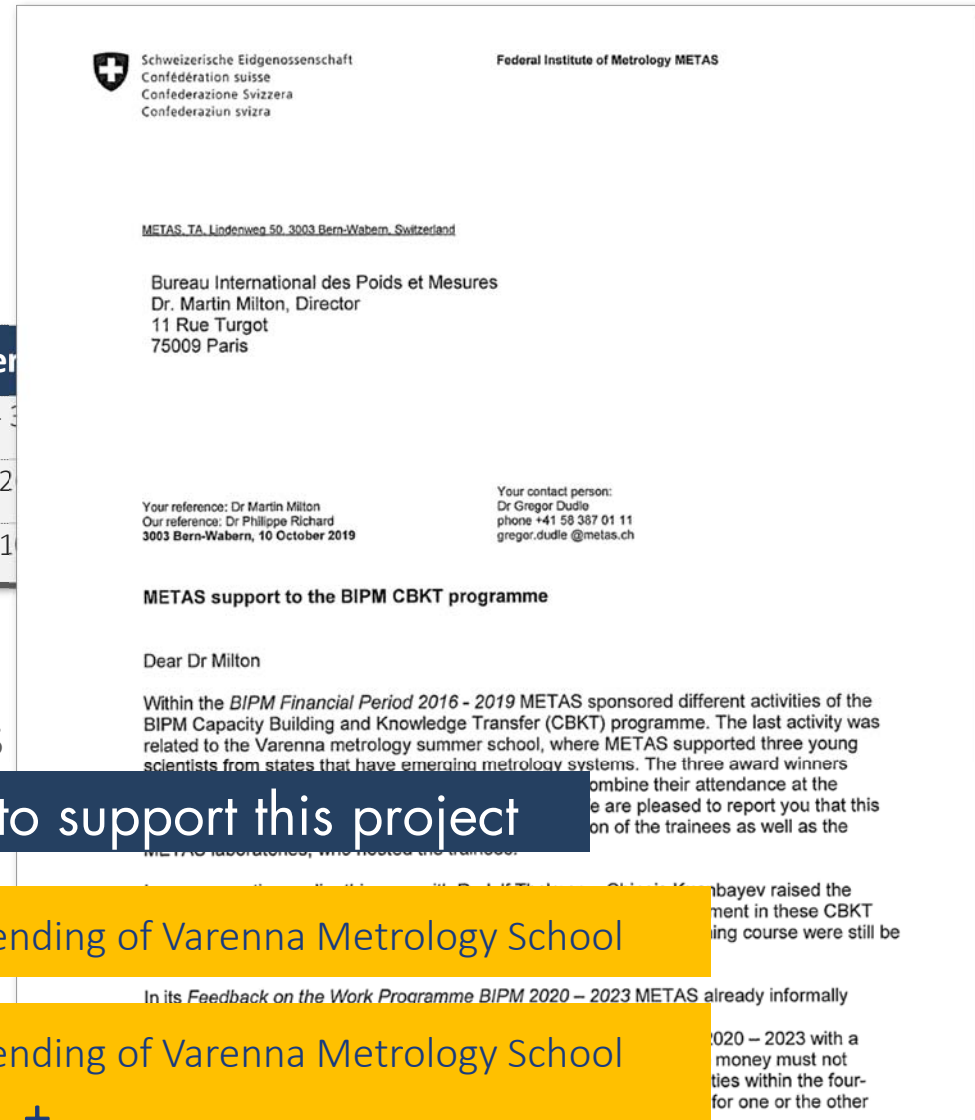 Schweizerische Eidgenossenschaft
Confédération suisse
Confederazione Svizzera
Confederaziun svizra
Federal Institute of Metrology METAS
METAS, TA, Lindenweg 50, 3003 Bern-Wabern, Switzerland
Bureau International des Poids et Mesures
Dr. Martin Milton, Director
11 Rue Turgot
75009 Paris
Your reference: Dr Martin Milton
Our reference: Dr Philippe Richard
3003 Bern-Wabern, 10 October 2019
Your contact person:
Dr Gregor Dudle
phone +41 58 387 01 11
gregor.dudle @metas.ch
METAS support to the BIPM CBKT programme
Dear Dr Milton
Within the BIPM Financial Period 2016 - 2019 METAS sponsored different activities of the
BIPM Capacity Building and Knowledge Transfer (CBKT) programme. The last activity was
related to the Varenna metrology summer school, where METAS supported three young
scientists from states that have emerging metrology systems. The three award winners
ombine their attendance at the
e are pleased to report you that this
to support this project
on of the trainees as well as the
METAS laboratories, who hosted the trainees.
nbayev raised the
ment in these CBKT
ending of Varenna Metrology School
ing course were still be
In its Feedback on the Work Programme BIPM 2020 – 2023 METAS already informally
2020 – 2023 with a
ending of Varenna Metrology School
money must not
ties within the four-
for one or the other
+